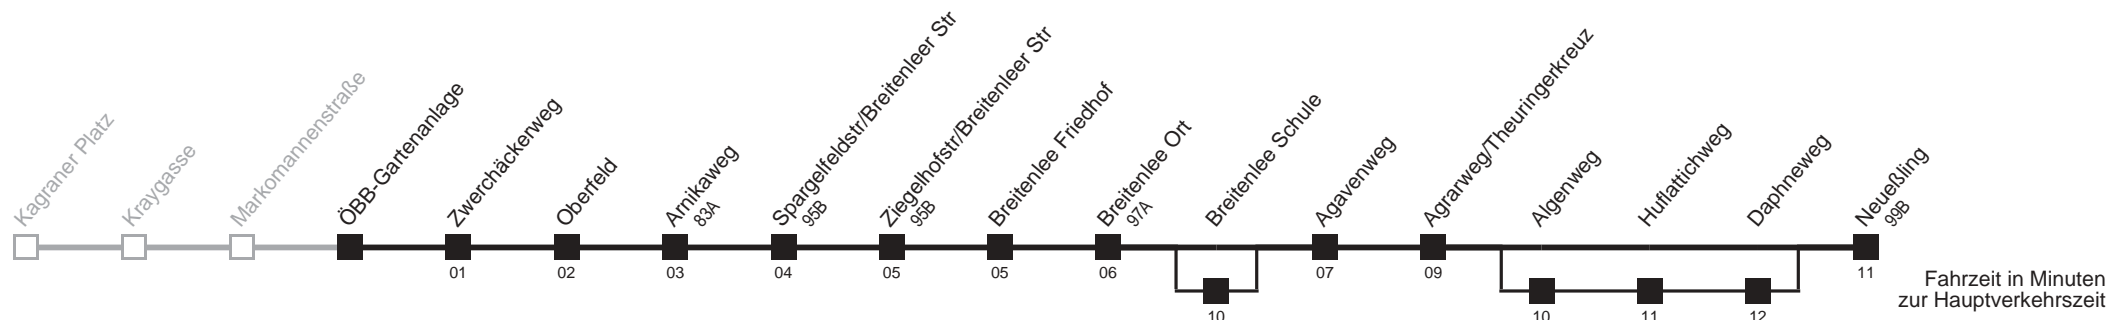 Kagraner Platz
Kraygasse
Markomannenstraße
ÖBB-Gartenanlage
Zwerchäckerweg
Oberfeld
Arnikaweg
83A
Spargelfeldstr/Breitenleer Str
95B
Ziegelhofstr/Breitenleer Str
95B
Breitenlee Friedhof
Breitenlee Ort
97A
Breitenlee Schule
Agavenweg
Agrarweg/Theuringerkreuz
Algenweg
Huflattichweg
Daphneweg
Neueßling
99B
01 02 03 04 05 05 06 07 09 11
10 10 11 12
Fahrzeit in Minuten
zur Hauptverkehrszeit